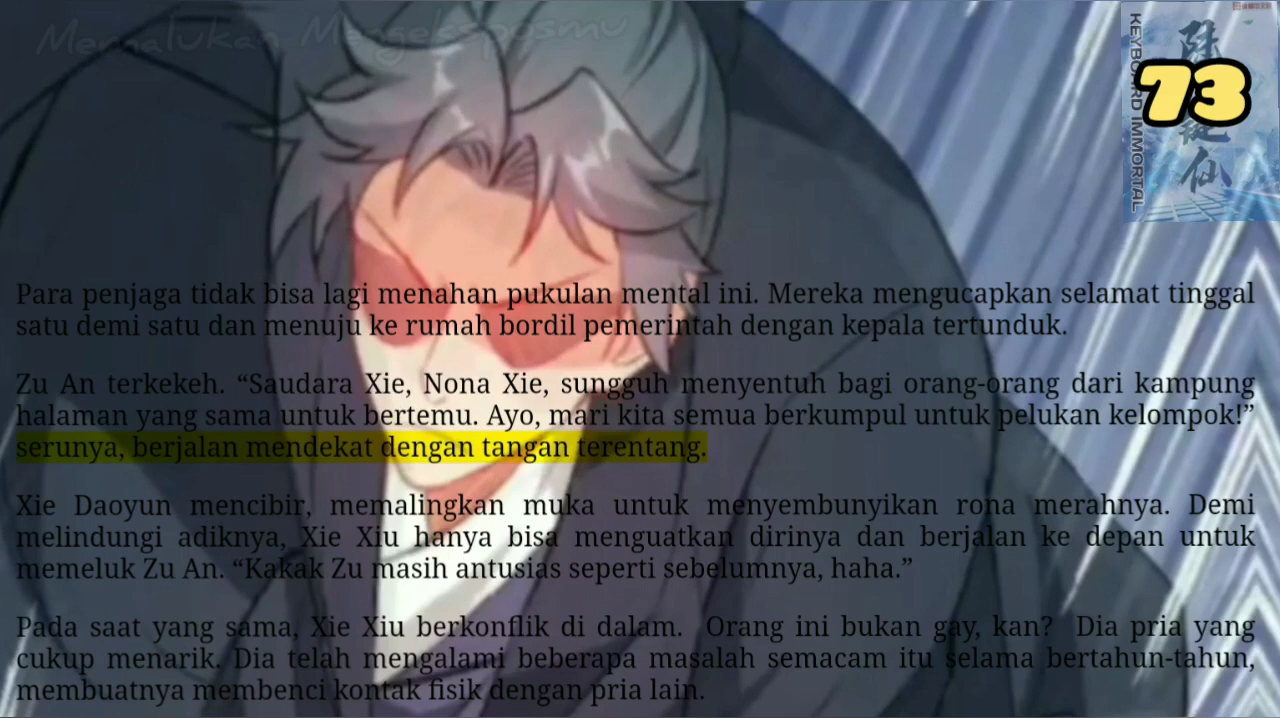 Memalukan Mengeksposmu
KEYBOARD IMMORTAL
73
仙
Para penjaga tidak bisa lagi menahan pukulan mental ini. Mereka mengucapkan selamat tinggal
satu demi satu dan menuju ke rumah bordil pemerintah dengan kepala tertunduk.
Zu An terkekeh. “Saudara Xie, Nona Xie, sungguh menyentuh bagi orang-orang dari kampung
halaman yang sama untuk bertemu. Ayo, mari kita semua berkumpul untuk pelukan kelompok!”
serunya, berjalan mendekat dengan tangan terentang.
Xie Daoyun mencibir, memalingkan muka untuk menyembunyikan rona merahnya. Demi
melindungi adiknya, Xie Xiu hanya bisa menguatkan dirinya dan berjalan ke depan untuk
memeluk Zu An. “Kakak Zu masih antusias seperti sebelumnya, haha.”
Pada saat yang sama, Xie Xiu berkonflik di dalam. Orang ini bukan gay, kan? Dia pria yang
cukup menarik. Dia telah mengalami beberapa masalah semacam itu selama bertahun-tahun,
membuatnya membenci kontak fisik dengan pria lain.